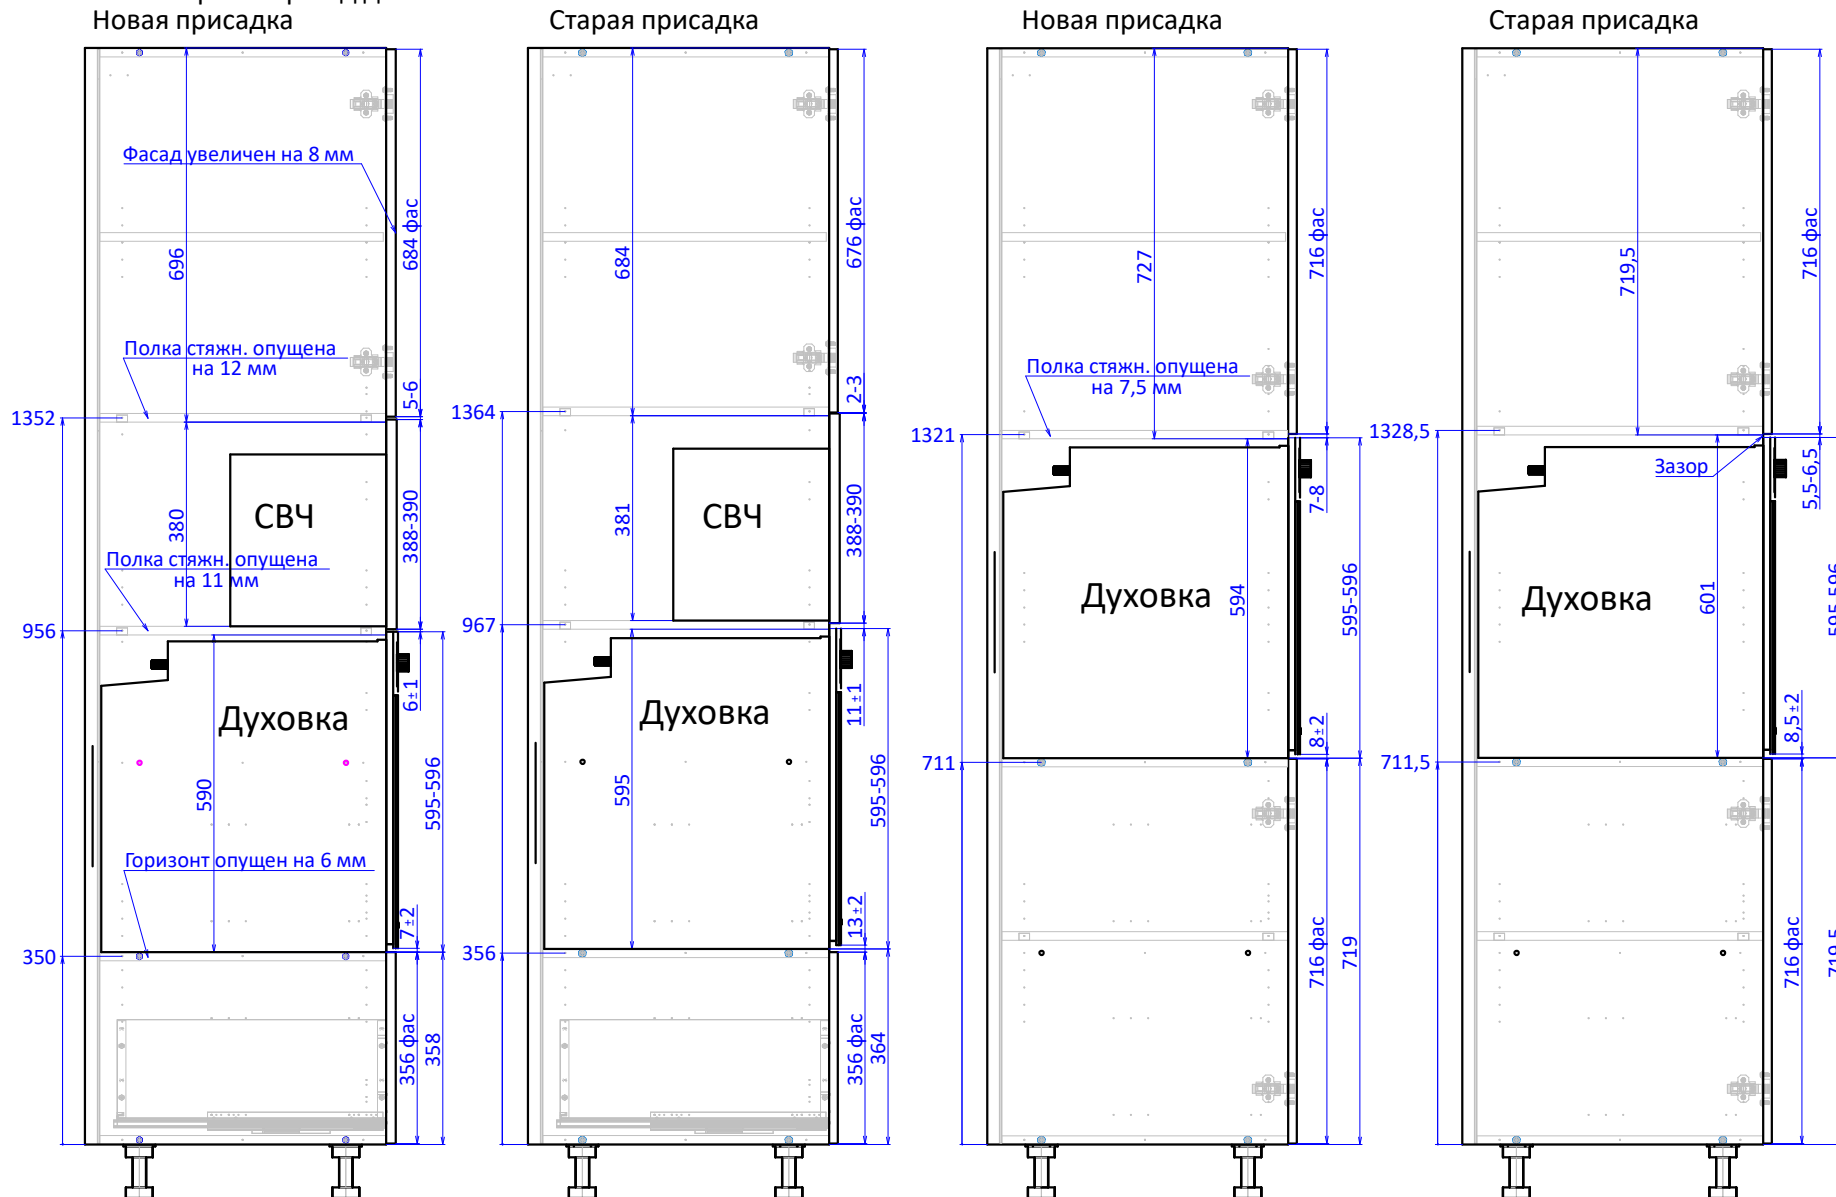 Новая присадка
Старая присадка
Новая присадка
Старая присадка
Фасад увеличен на 8 мм
696
684 фас
Полка стяжн. опущена
на 12 мм
5-6
1352
380
СВЧ
388-390
Полка стяжн. опущена
на 11 мм
956
6±1
Духовка
590
595-596
Горизонт опущен на 6 мм
7±2
350
356 фас
358
684
676 фас
2-3
1364
381
СВЧ
388-390
967
11±1
Духовка
595
595-596
13±2
356
356 фас
364
727
716 фас
Полка стяжн. опущена
на 7,5 мм
1321
7-8
Духовка
594
595-596
8±2
711
716 фас
719
719,5
716 фас
1328,5
Зазор
5,5-6,5
Духовка
601
595-596
8,5±2
711,5
716 фас
719,5